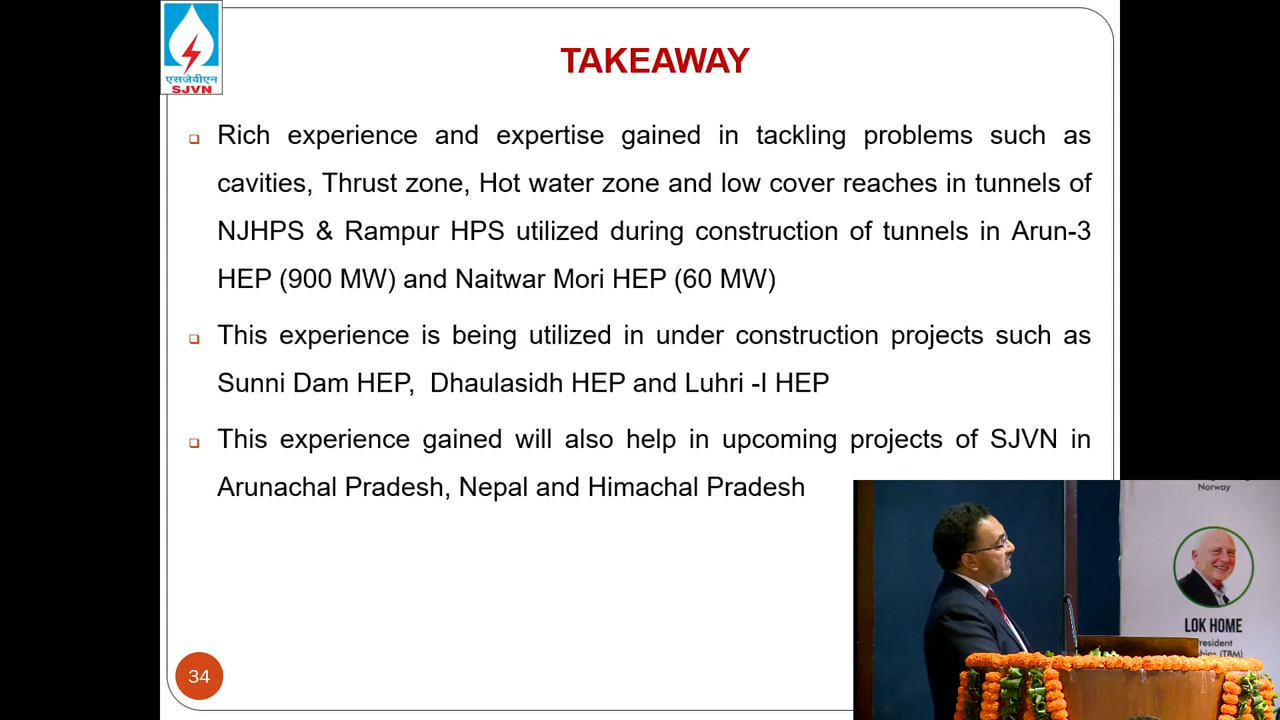 एसजेवीएन
SJVN
TAKEAWAY
❑ Rich experience and expertise gained in tackling problems such as
cavities, Thrust zone, Hot water zone and low cover reaches in tunnels of
NJHPS & Rampur HPS utilized during construction of tunnels in Arun-3
HEP (900 MW) and Naitwar Mori HEP (60 MW)
❑ This experience is being utilized in under construction projects such as
Sunni Dam HEP, Dhaulasidh HEP and Luhri -I HEP
❑ This experience gained will also help in upcoming projects of SJVN in
Arunachal Pradesh, Nepal and Himachal Pradesh
34
Norway
LOK HOME
(TBM)